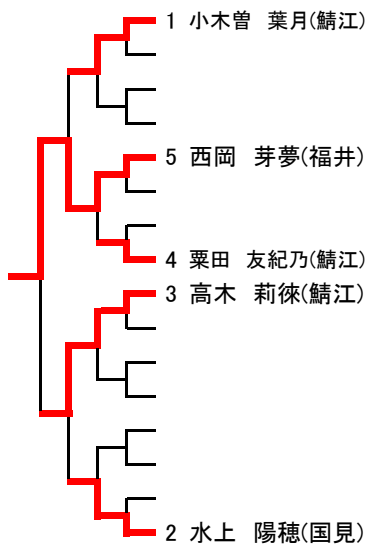 1 小木曽 葉月(鯖江)
5 西岡 芽夢(福井)
4 粟田 友紀乃(鯖江)
3 高木 莉徠(鯖江)
2 水上 陽穂(国見)